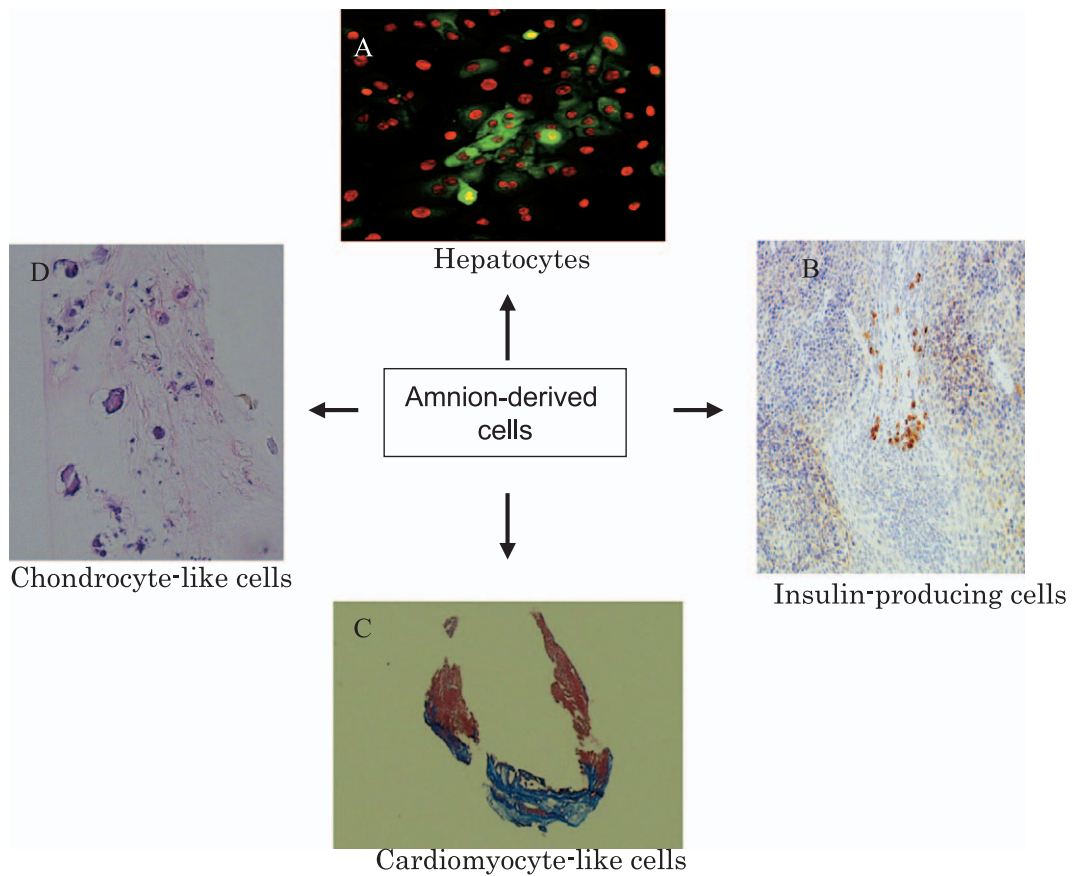 A
Hepatocytes
D
B
Amnion-derived
cells
Chondrocyte-like cells
Insulin-producing cells
C
Cardiomyocyte-like cells